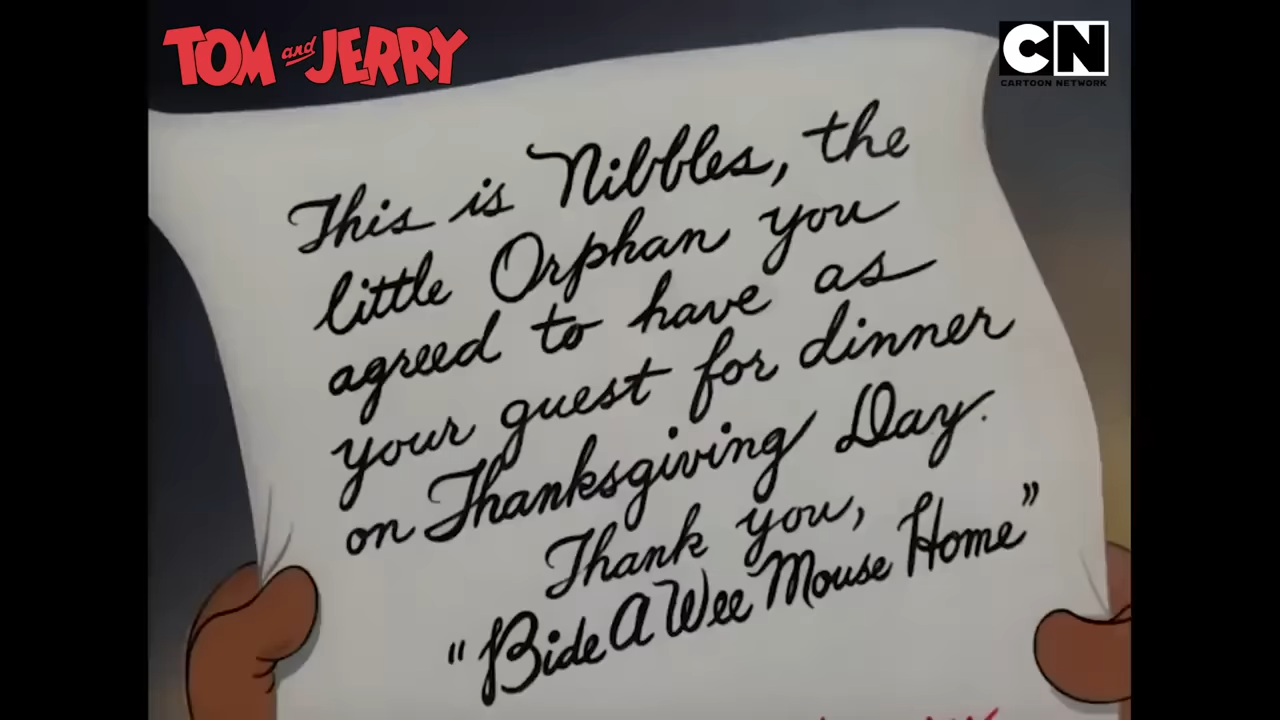 TOM and JERRY
CN
CARTOON NETWORK
This is Nibbles, the
little Orphan you
agreed to have as
your guest for dinner
on Thanksgiving Day.
Thank you,
"Bide A Wee Mouse Home"